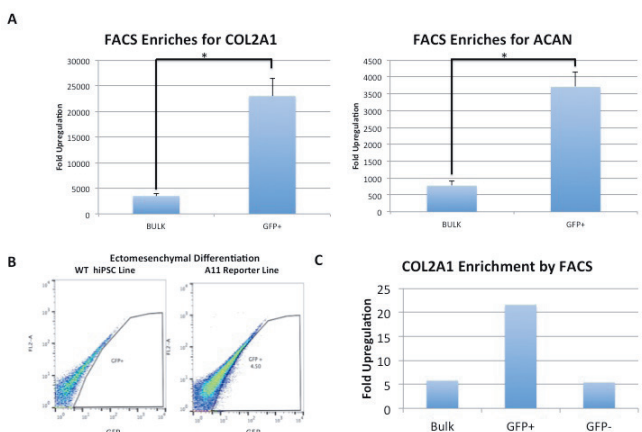 A
FACS Enriches for COL2A1
FACS Enriches for ACAN
Fold Upregulation
30000
25000
20000
15000
10000
5000
0
*
BULK
GFP+
Fold Upregulation
4500
4000
3500
3000
2500
2000
1500
1000
500
0
*
BULK
GFP+
B
Ectomesenchymal Differentiation
WT hiPSC Line
A11 Reporter Line
FL2-A
GFP+
GFP
FL2-A
GFP +
4.50
GFP
C
COL2A1 Enrichment by FACS
Fold Upregulation
25
20
15
10
5
0
Bulk
GFP+
GFP-